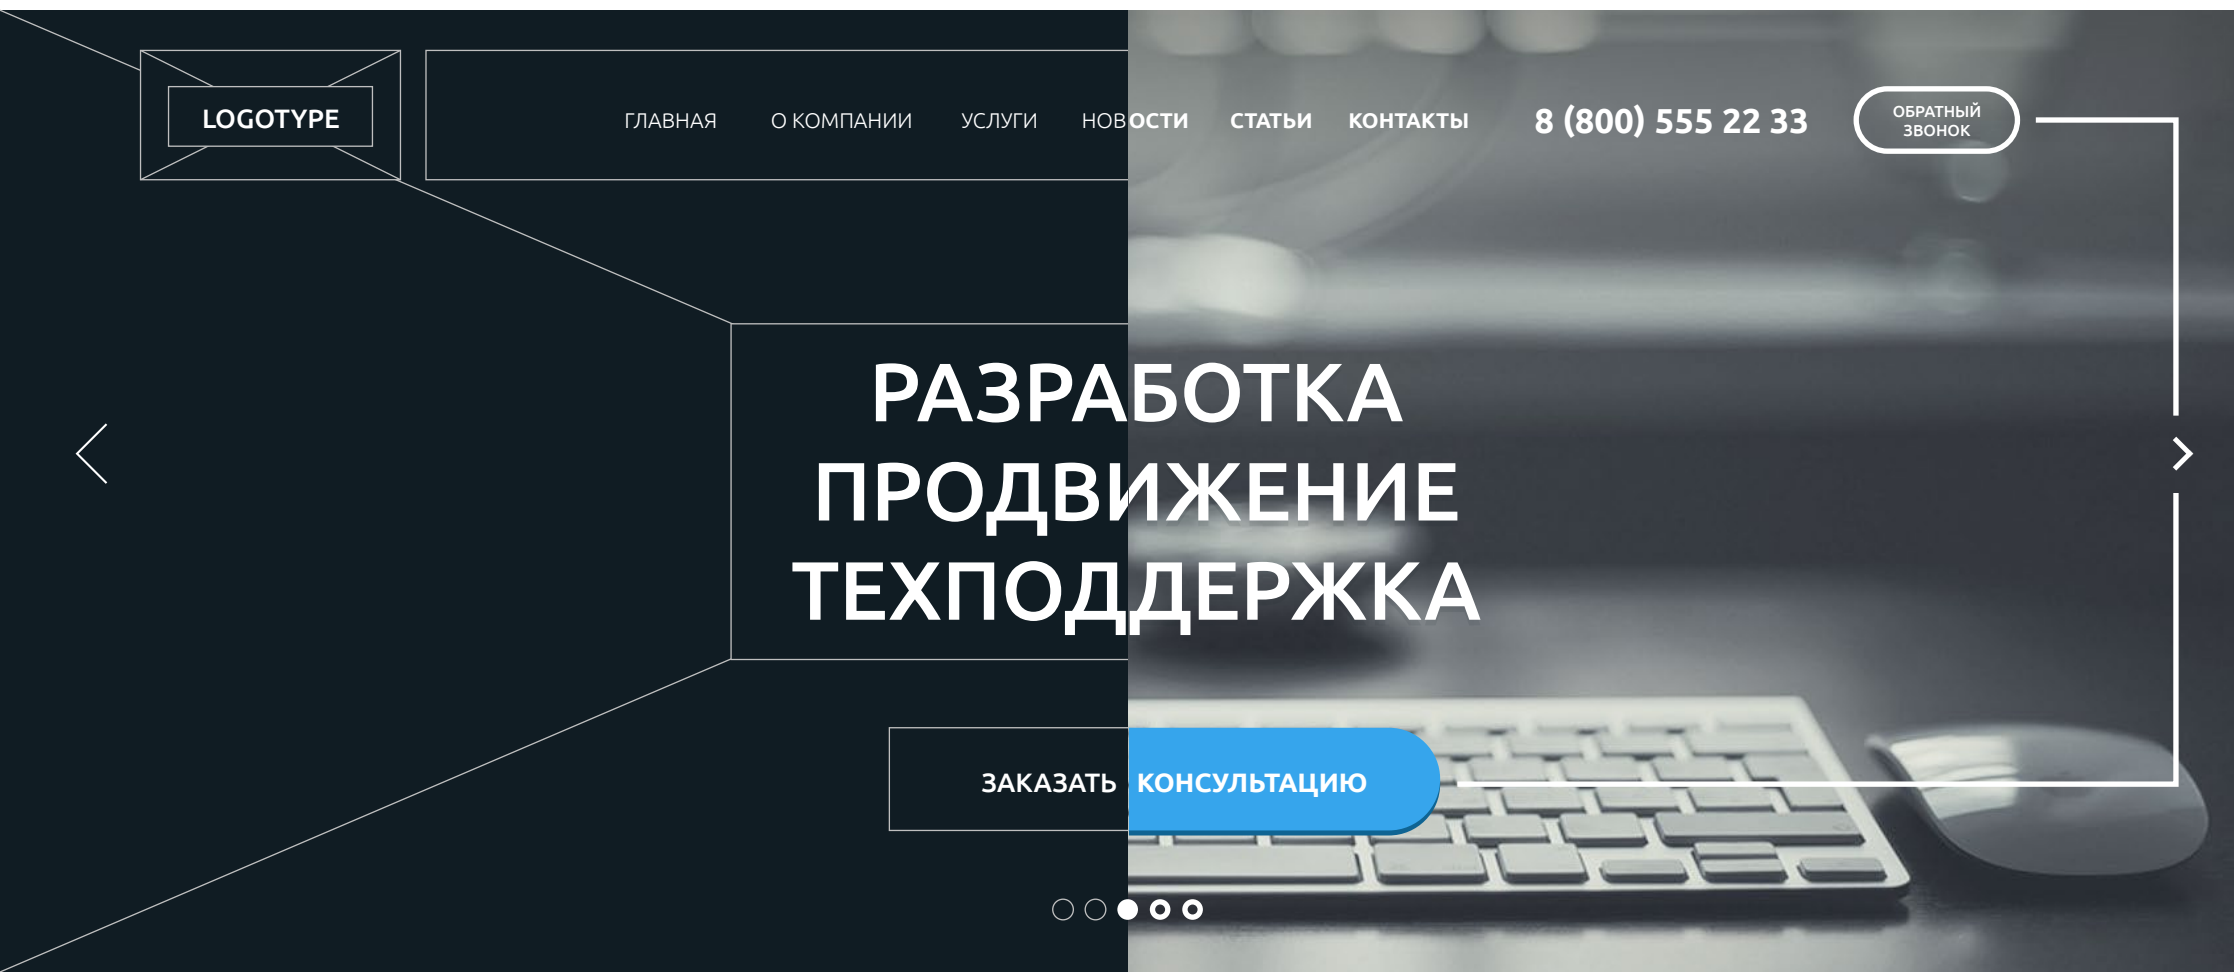 LOGOTYPE
ГЛАВНАЯ О КОМПАНИИ УСЛУГИ НОВОСТИ СТАТЬИ КОНТАКТЫ 8 (800) 555 22 33
ОБРАТНЫЙ
ЗВОНОК
РАЗРАБОТКА
ПРОДВИЖЕНИЕ
ТЕХПОДДЕРЖКА
ЗАКАЗАТЬ КОНСУЛЬТАЦИЮ